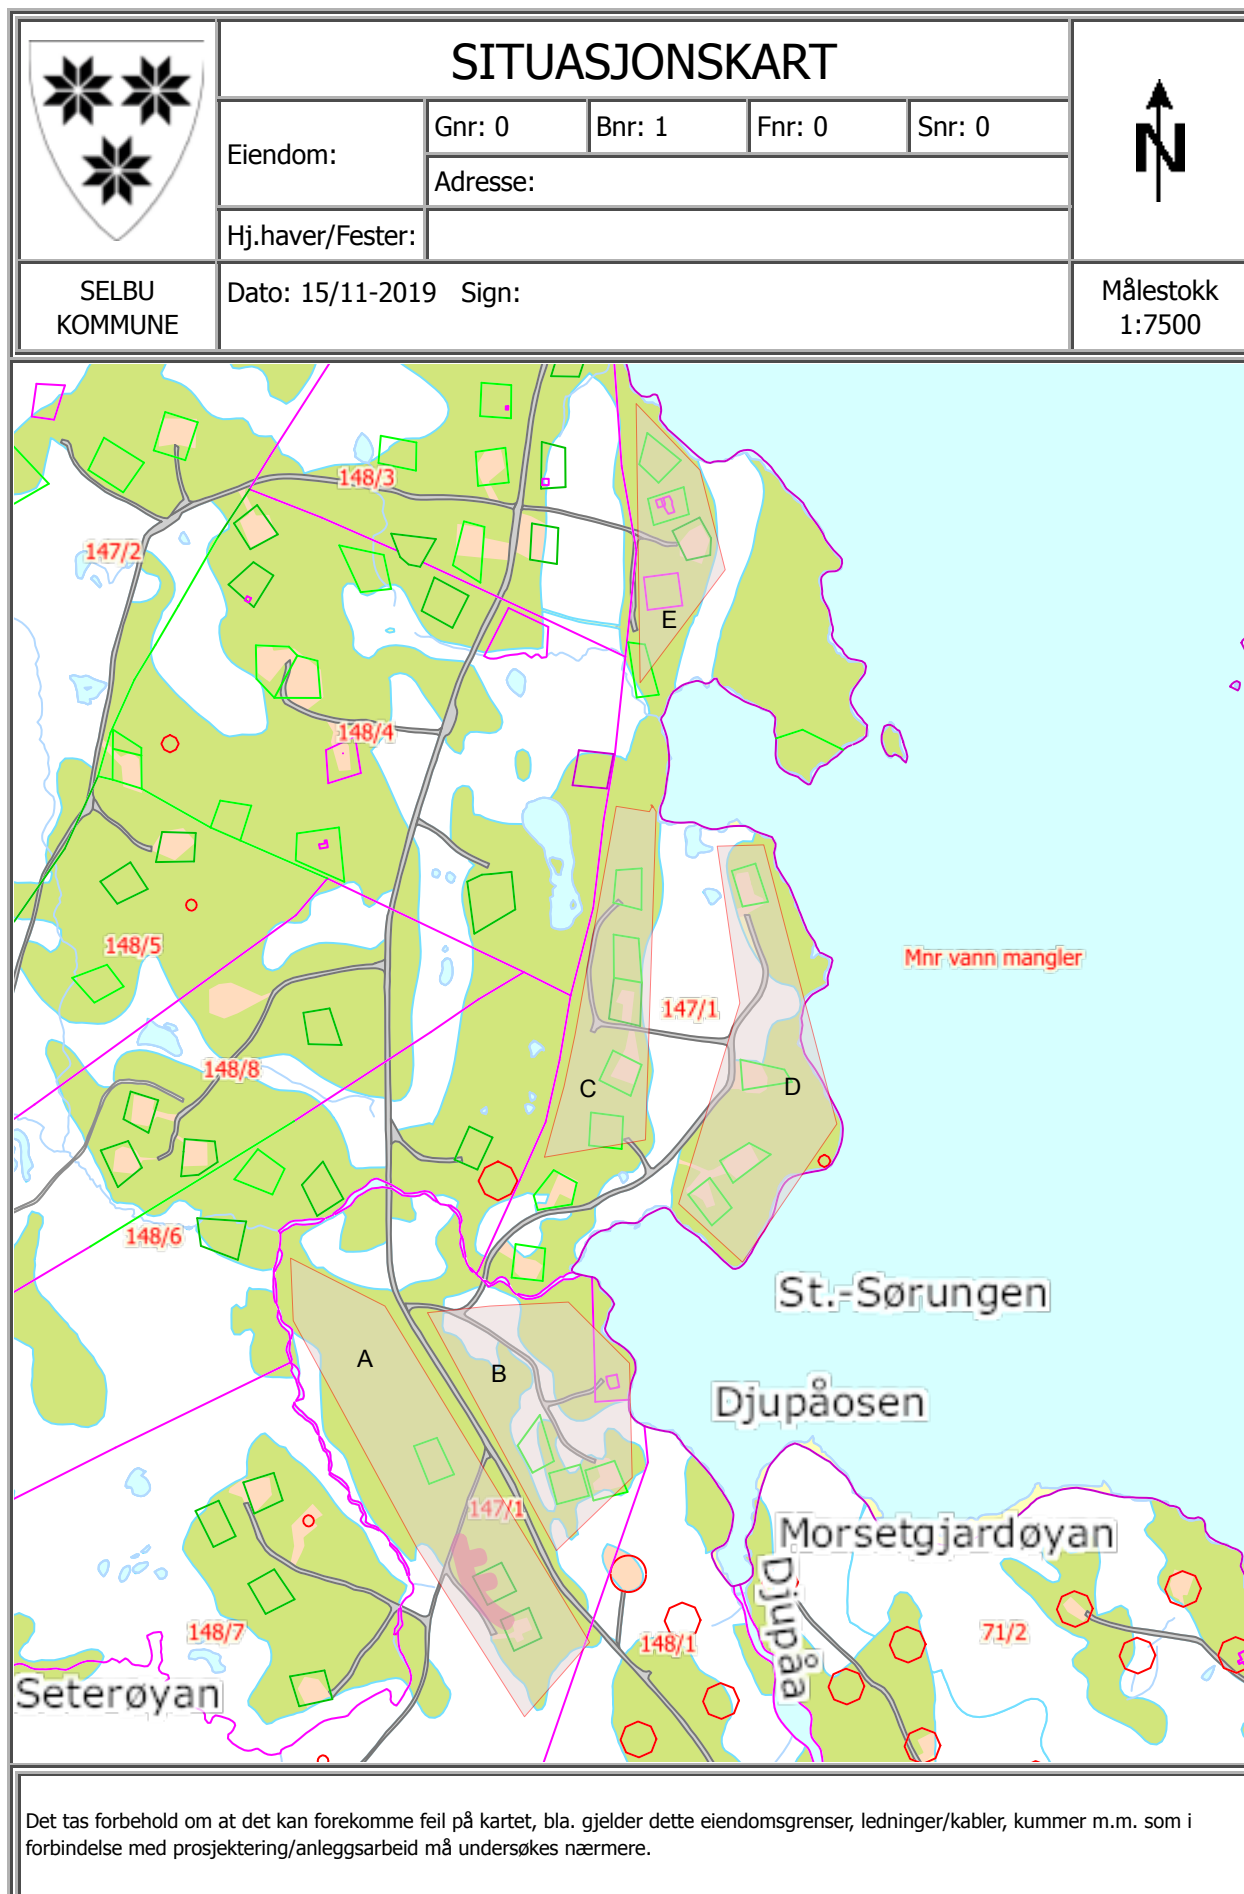 SITUASJONSKART
Eiendom:
Gnr: 0
Bnr: 1
Fnr: 0
Snr: 0
Adresse:
Hj.haver/Fester:
N
SELBU
KOMMUNE
Dato: 15/11-2019 Sign:
Målestokk
1:7500
148/3
147/2
E
148/4
148/5
Mnr vann mangler
147/1
148/8
C
D
148/6
St.-Sørungen
A
B
Djupåosen
147/1
Morsetgjardøyan
Djupåa
148/7
148/1
71/2
Seterøyan
Det tas forbehold om at det kan forekomme feil på kartet, bla. gjelder dette eiendomsgrenser, ledninger/kabler, kummer m.m. som i
forbindelse med prosjektering/anleggsarbeid må undersøkes nærmere.